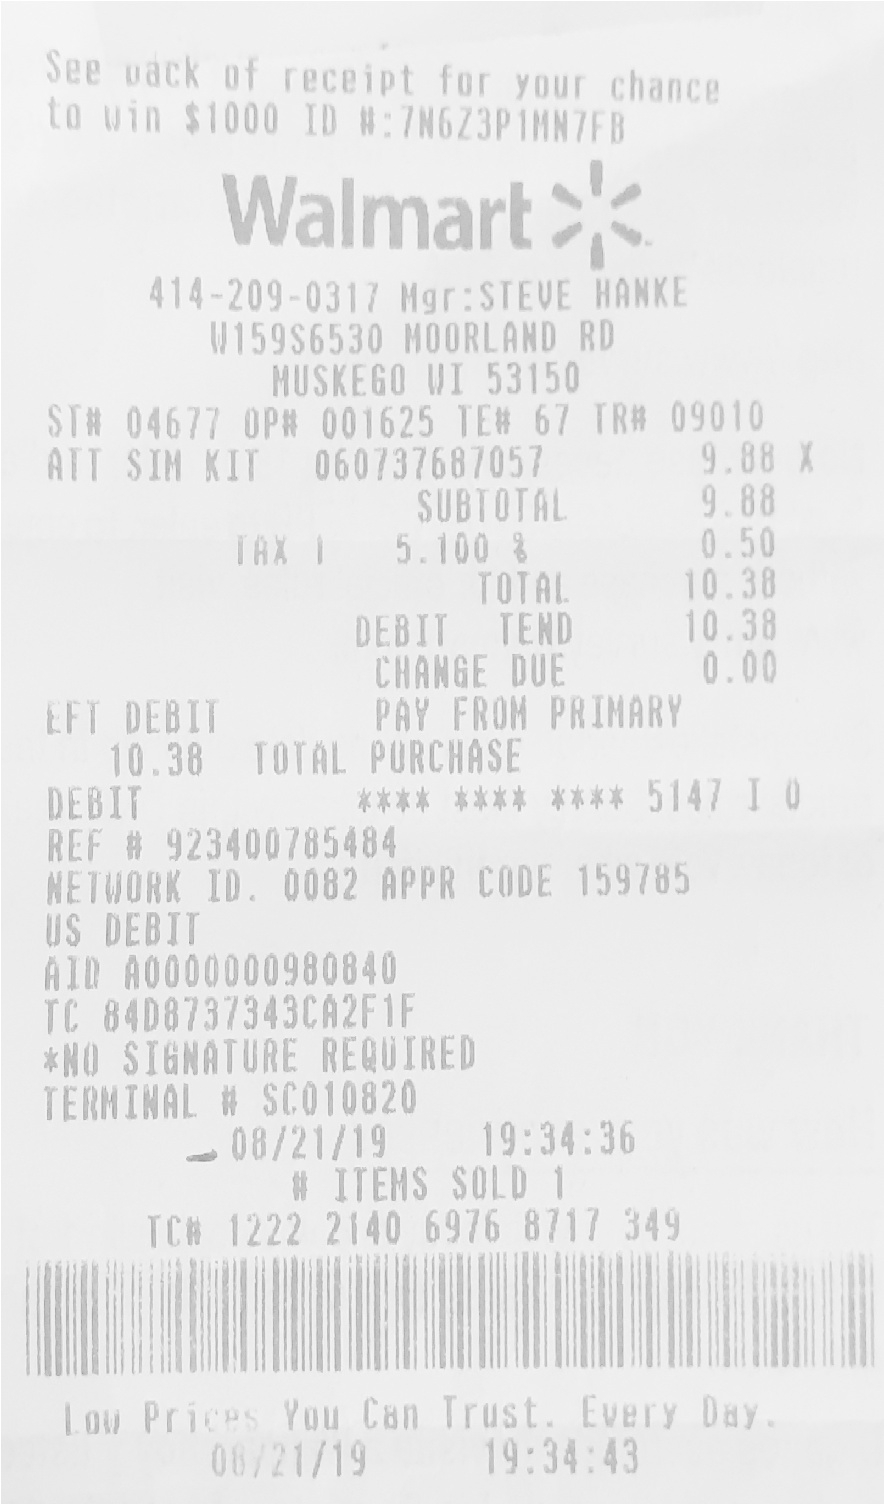 See back of receipt for your chance
to win $1000 ID #:7N6Z3P1MN7FB
Walmart
414-209-0317 Mgr:STEVE HANKE
W159S6530 MOORLAND RD
MUSKEGO WI 53150
ST# 04677 OP# 001625 TE# 67 TR# 09010
ATT SIM KIT 060737687057 9.88 X
SUBTOTAL 9.88
TAX 1 5.100 % 0.50
TOTAL 10.38
DEBIT TEND 10.38
CHANGE DUE 0.00
EFT DEBIT PAY FROM PRIMARY
10.38 TOTAL PURCHASE
DEBIT **** **** **** 5147 I 0
REF # 923400785484
NETWORK ID. 0082 APPR CODE 159785
US DEBIT
AID A0000000980840
TC 84D8737343CA2F1F
*NO SIGNATURE REQUIRED
TERMINAL # SC010820
08/21/19 19:34:36
# ITEMS SOLD 1
TC# 1222 2140 6976 8717 349
Low Prices You Can Trust. Every Day.
08/21/19 19:34:43